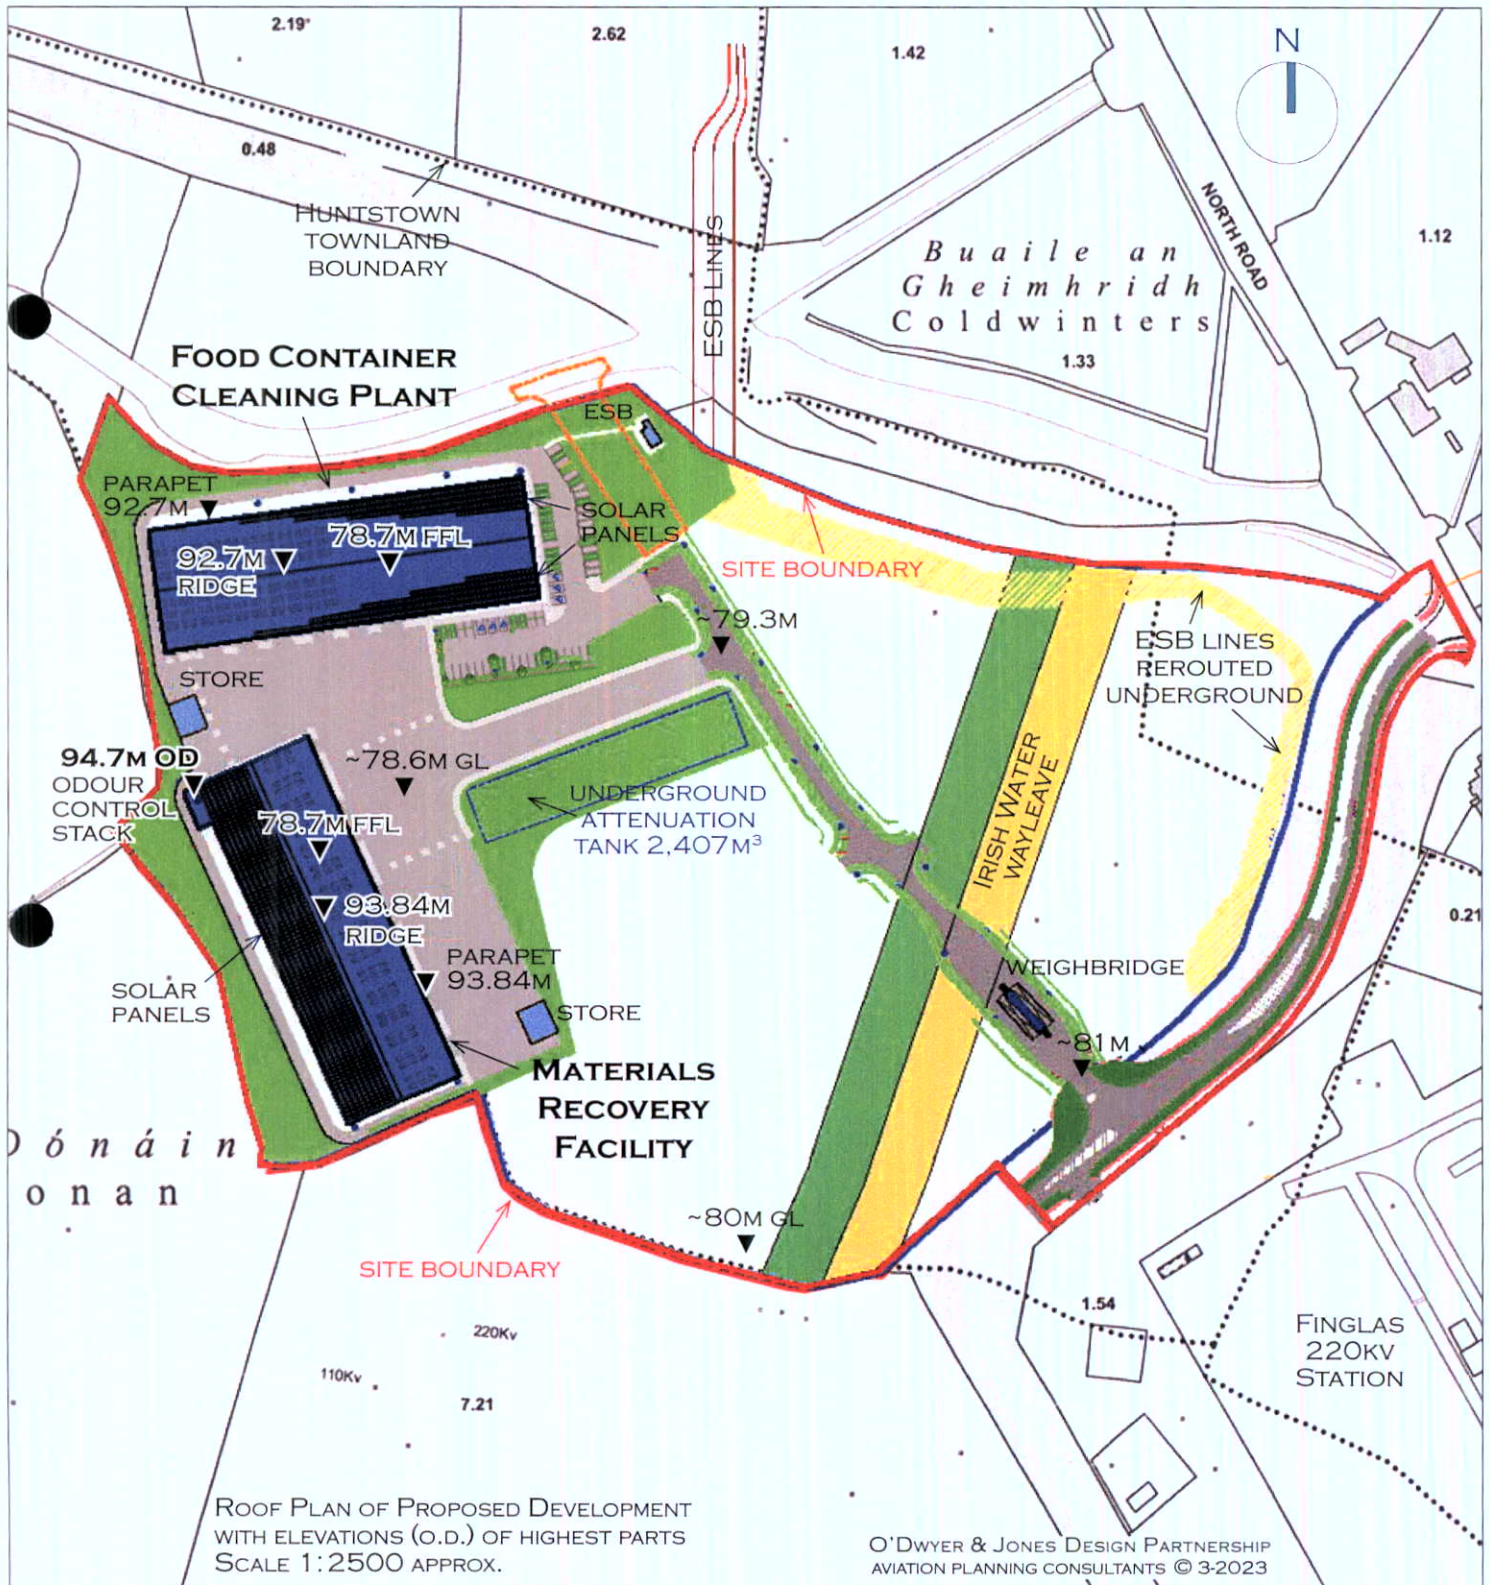 2.19
2.62
1.42
N
0.48
HUNTSTOWN
TOWNLAND
BOUNDARY
ESB LINES
NORTH ROAD
1.12
Buaile an
Gheimhridh
Coldwinters
1.33
FOOD CONTAINER
CLEANING PLANT
ESB
PARAPET
92.7M
SOLAR
PANELS
78.7M FFL
92.7M
RIDGE
SITE BOUNDARY
~79.3M
ESB LINES
REROUTED
UNDERGROUND
STORE
94.7M OD
ODOUR
CONTROL
STACK
~78.6M GL
UNDERGROUND
ATTENUATION
TANK 2,407M³
IRISH WATER
WAYLEAVE
78.7M FFL
93.84M
RIDGE
PARAPET
93.84M
0.21
SOLAR
PANELS
STORE
WEIGHBRIDGE
~81M
MATERIALS
RECOVERY
FACILITY
Dónáin
onan
~80M GL
SITE BOUNDARY
1.54
220Kv
110Kv
7.21
FINGLAS
220KV
STATION
ROOF PLAN OF PROPOSED DEVELOPMENT
WITH ELEVATIONS (O.D.) OF HIGHEST PARTS
SCALE 1:2500 APPROX.
O'DWYER & JONES DESIGN PARTNERSHIP
AVIATION PLANNING CONSULTANTS © 3-2023